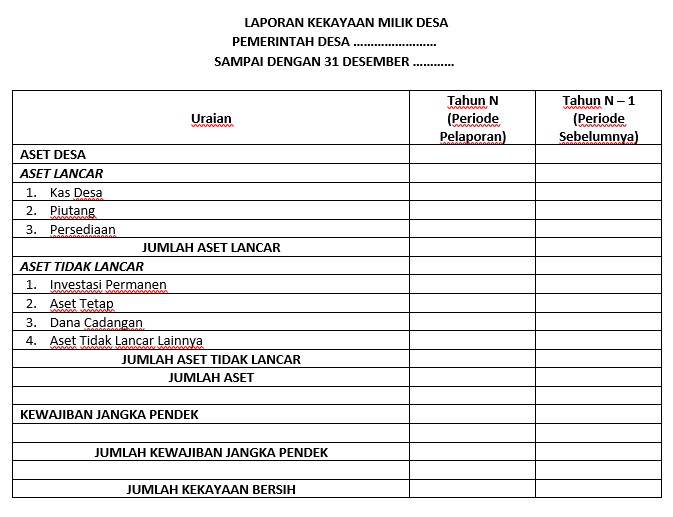 LAPORAN KEKAYAAN MILIK DESA
PEMERINTAH DESA ........................
SAMPAI DENGAN 31 DESEMBER ............
Uraian
Tahun N
(Periode
Pelaporan)
Tahun N – 1
(Periode
Sebelumnya)
ASET DESA
ASET LANCAR
1. Kas Desa
2. Piutang
3. Persediaan
JUMLAH ASET LANCAR
ASET TIDAK LANCAR
1. Investasi Permanen
2. Aset Tetap
3. Dana Cadangan
4. Aset Tidak Lancar Lainnya
JUMLAH ASET TIDAK LANCAR
JUMLAH ASET
KEWAJIBAN JANGKA PENDEK
JUMLAH KEWAJIBAN JANGKA PENDEK
JUMLAH KEKAYAAN BERSIH